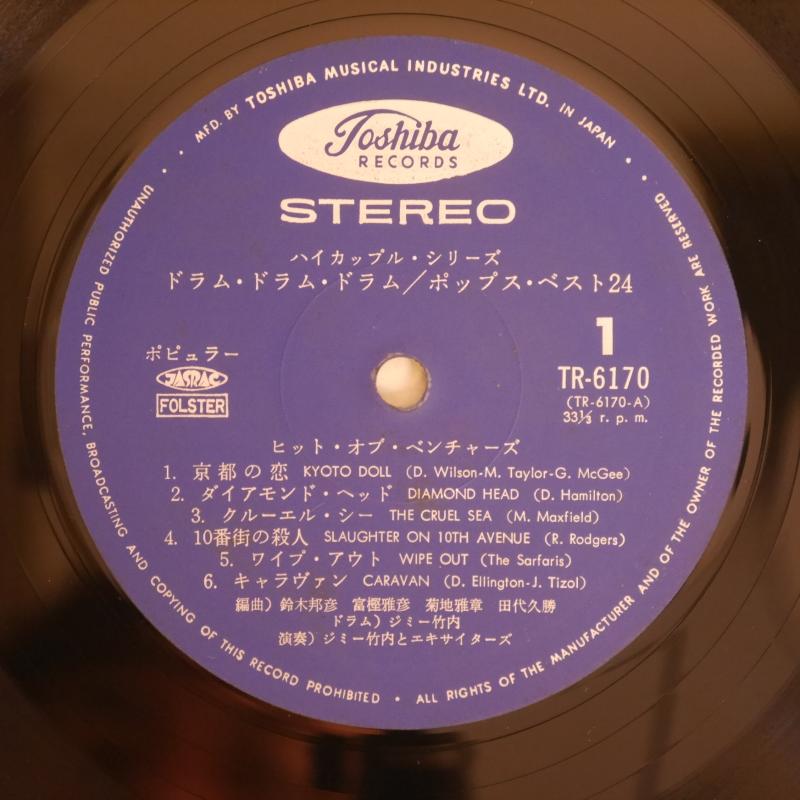 MFD. BY TOSHIBA MUSICAL INDUSTRIES LTD. IN JAPAN
Toshiba
RECORDS
STEREO
ハイカップル・シリーズ
ドラム・ドラム・ドラム／ポップス・ベスト24
ポピュラー
JASRAC
FOLSTER
1
TR-6170
(TR-6170-A)
33⅓ r. p. m.
ヒット・オブ・ベンチャーズ
1. 京都の恋 KYOTO DOLL (D. Wilson-M. Taylor-G. McGee)
2. ダイアモンド・ヘッド DIAMOND HEAD (D. Hamilton)
3. クルーエル・シー THE CRUEL SEA (M. Maxfield)
4. 10番街の殺人 SLAUGHTER ON 10TH AVENUE (R. Rodgers)
5. ワイプ・アウト WIPE OUT (The Sarfaris)
6. キャラヴァン CARAVAN (D. Ellington-J. Tizol)
編曲) 鈴木邦彦 富樫雅彦 菊地雅章 田代久勝
ドラム) ジミー竹内
演奏) ジミー竹内とエキサイターズ
UNAUTHORIZED PUBLIC PERFORMANCE, BROADCASTING AND COPYING OF THIS RECORD PROHIBITED • ALL RIGHTS OF THE MANUFACTURER AND OF THE OWNER OF THE RECORDED WORK ARE RESERVED